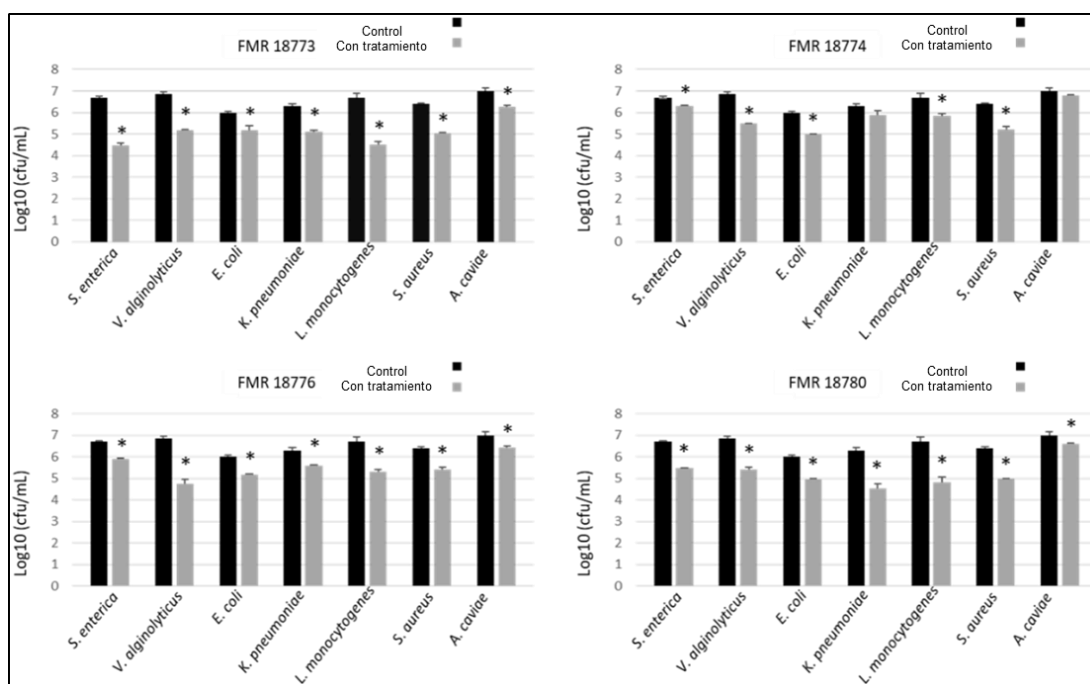 Control
FMR 18773
Con tratamiento
8
7
6
5
4
3
2
1
0
Log10 (cfu/mL)
* * * * * * *
S. enterica
V. alginolyticus
E. coli
K. pneumoniae
L. monocytogenes
S. aureus
A. caviae
Control
FMR 18774
Con tratamiento
8
7
6
5
4
3
2
1
0
Log10 (cfu/mL)
* * * * *
S. enterica
V. alginolyticus
E. coli
K. pneumoniae
L. monocytogenes
S. aureus
A. caviae
Control
FMR 18776
Con tratamiento
8
7
6
5
4
3
2
1
0
Log10 (cfu/mL)
* * * * * * *
S. enterica
V. alginolyticus
E. coli
K. pneumoniae
L. monocytogenes
S. aureus
A. caviae
Control
FMR 18780
Con tratamiento
8
7
6
5
4
3
2
1
0
Log10 (cfu/mL)
* * * * * * *
S. enterica
V. alginolyticus
E. coli
K. pneumoniae
L. monocytogenes
S. aureus
A. caviae